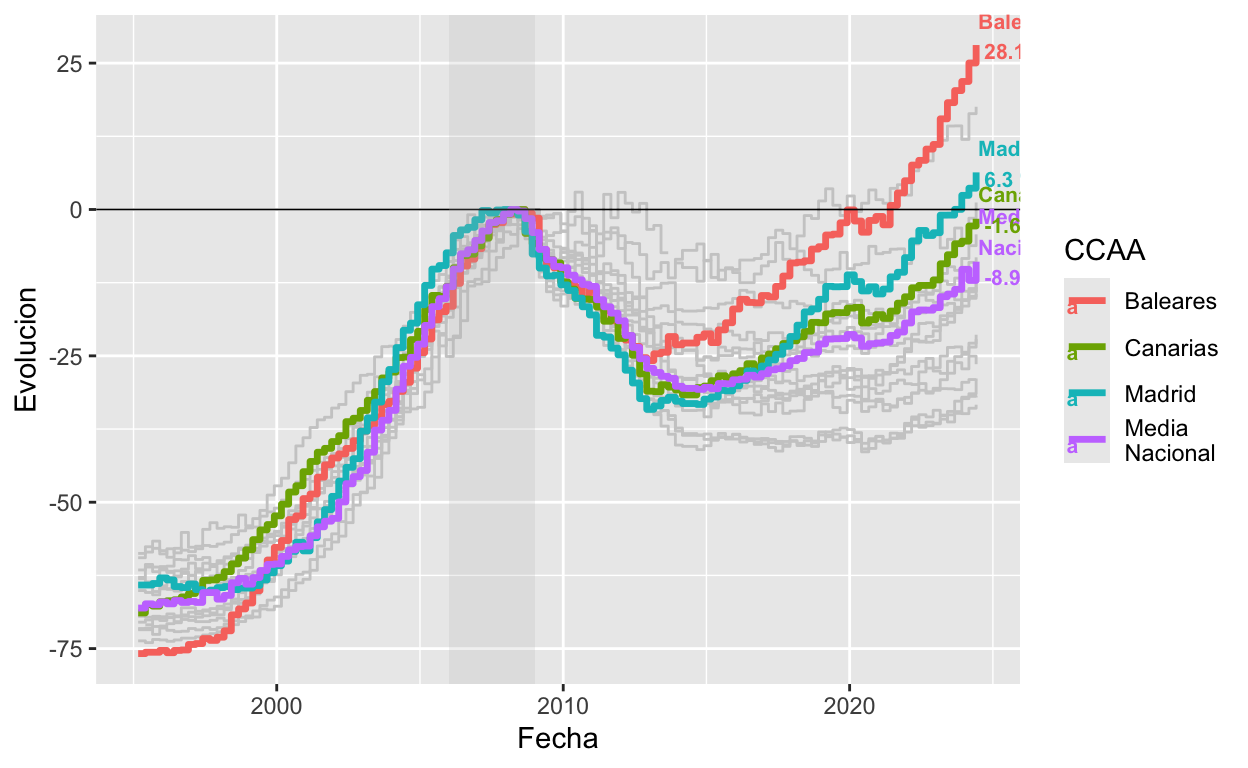 Evolucion
25
0
-25
-50
-75
2000
2010
2020
Fecha
Bale
28.1
Mad
6.3
Cana
-1.6
Med
Naci
-8.9
CCAA
a Baleares
a Canarias
a Madrid
a Media
Nacional